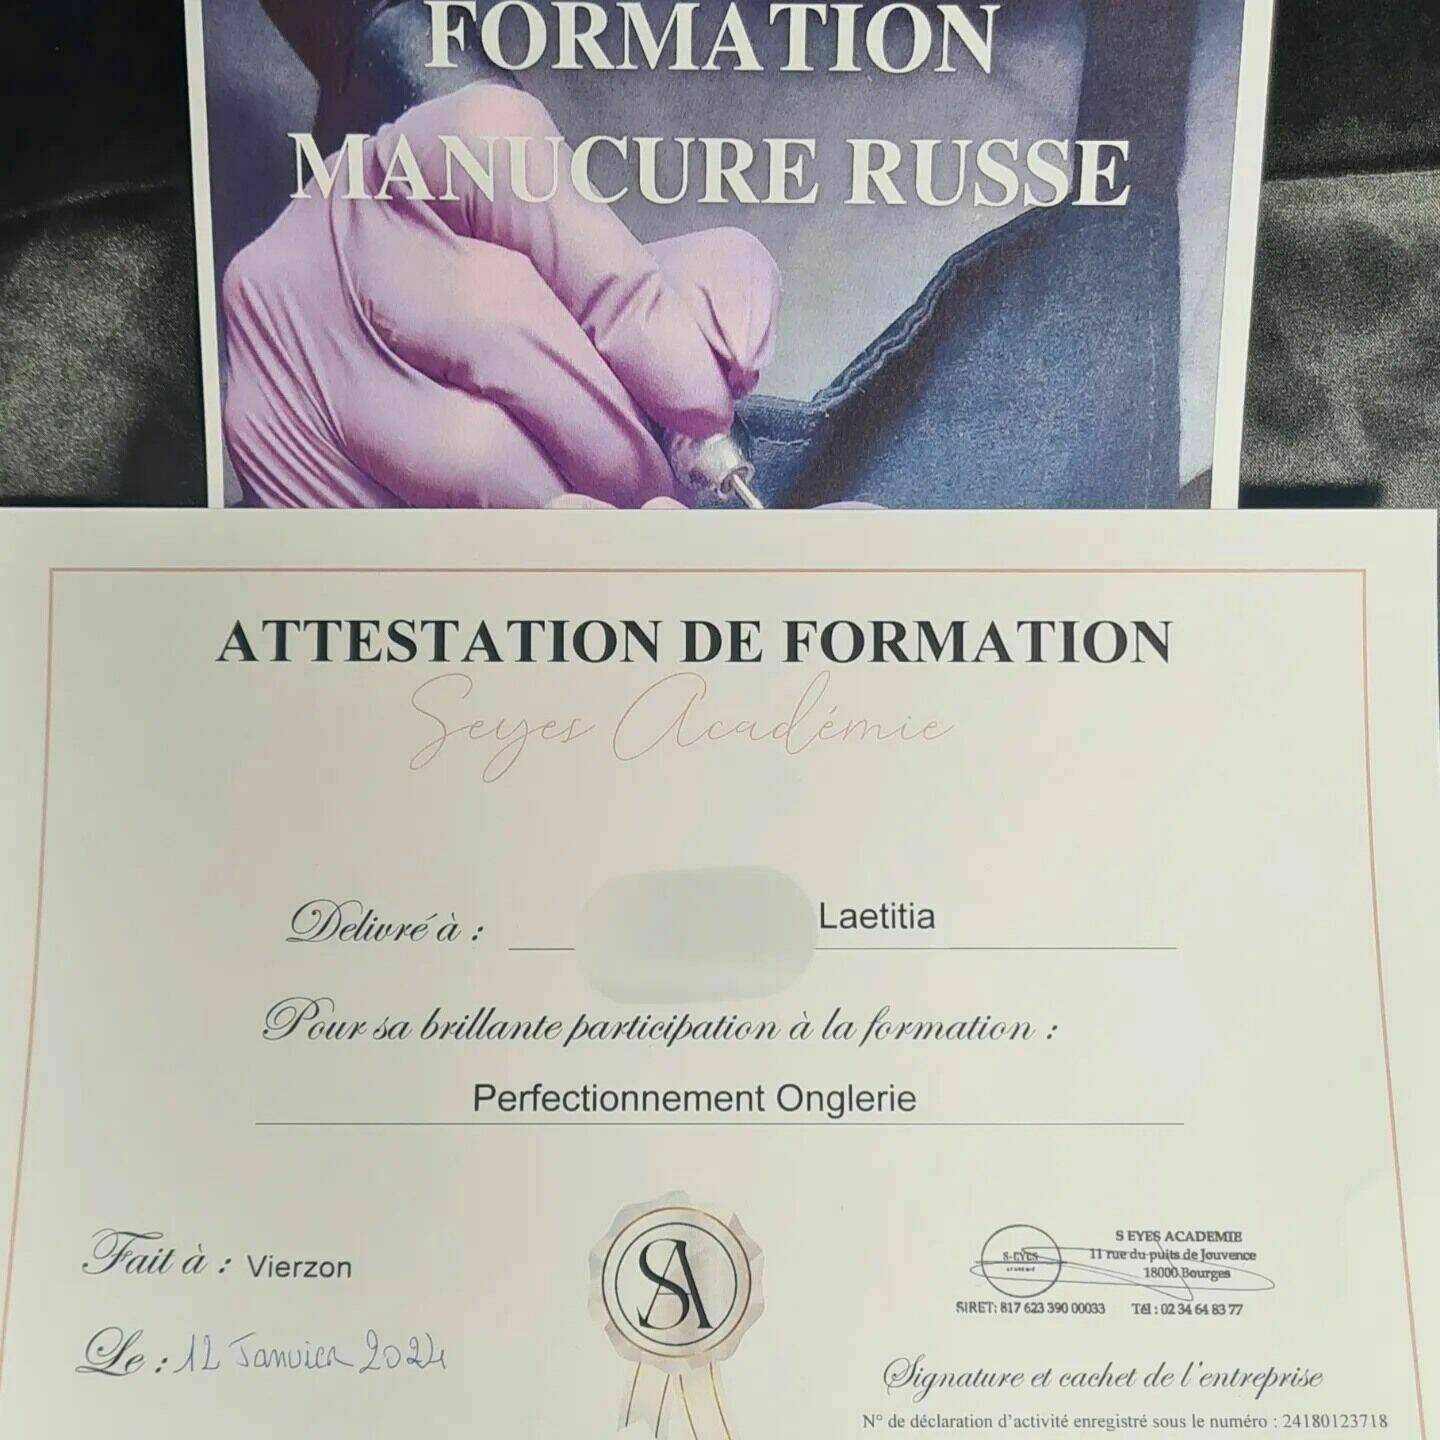 FORMATION
MANUCURE RUSSE
ATTESTATION DE FORMATION
Seyes Académie
Delivré à : Laetitia
Pour sa brillante participation à la formation :
Perfectionnement Onglerie
Fait à : Vierzon
Le : 12 Janvier 2024
SA
S-EYES
S EYES ACADEMIE
11 rue du puits de Jouvence
18000 Bourges
SIRET: 817 623 390 00033 Tél : 02 34 64 83 77
Signature et cachet de l'entreprise
N° de déclaration d'activité enregistré sous le numéro : 24180123718